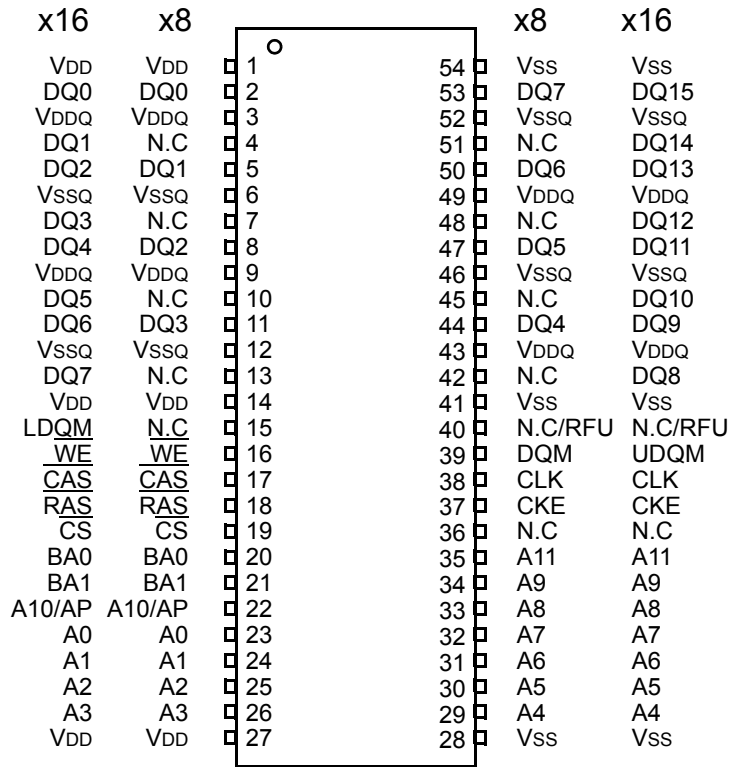 x16 x8 x8 x16
VDD VDD 1 54 VSS VSS
DQ0 DQ0 2 53 DQ7 DQ15
VDDQ VDDQ 3 52 VSSQ VSSQ
DQ1 N.C 4 51 N.C DQ14
DQ2 DQ1 5 50 DQ6 DQ13
VSSQ VSSQ 6 49 VDDQ VDDQ
DQ3 N.C 7 48 N.C DQ12
DQ4 DQ2 8 47 DQ5 DQ11
VDDQ VDDQ 9 46 VSSQ VSSQ
DQ5 N.C 10 45 N.C DQ10
DQ6 DQ3 11 44 DQ4 DQ9
VSSQ VSSQ 12 43 VDDQ VDDQ
DQ7 N.C 13 42 N.C DQ8
VDD VDD 14 41 VSS VSS
LDQM N.C 15 40 N.C/RFU N.C/RFU
WE WE 16 39 DQM UDQM
CAS CAS 17 38 CLK CLK
RAS RAS 18 37 CKE CKE
CS CS 19 36 N.C N.C
BA0 BA0 20 35 A11 A11
BA1 BA1 21 34 A9 A9
A10/AP A10/AP 22 33 A8 A8
A0 A0 23 32 A7 A7
A1 A1 24 31 A6 A6
A2 A2 25 30 A5 A5
A3 A3 26 29 A4 A4
VDD VDD 27 28 VSS VSS